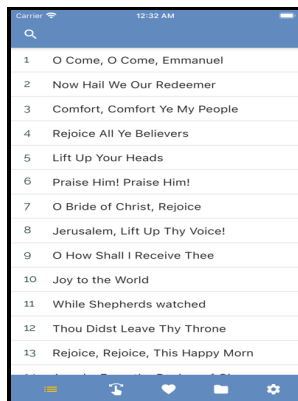 Carrier 12:32 AM
1 O Come, O Come, Emmanuel
2 Now Hail We Our Redeemer
3 Comfort, Comfort Ye My People
4 Rejoice All Ye Believers
5 Lift Up Your Heads
6 Praise Him! Praise Him!
7 O Bride of Christ, Rejoice
8 Jerusalem, Lift Up Thy Voice!
9 O How Shall I Receive Thee
10 Joy to the World
11 While Shepherds watched
12 Thou Didst Leave Thy Throne
13 Rejoice, Rejoice, This Happy Morn